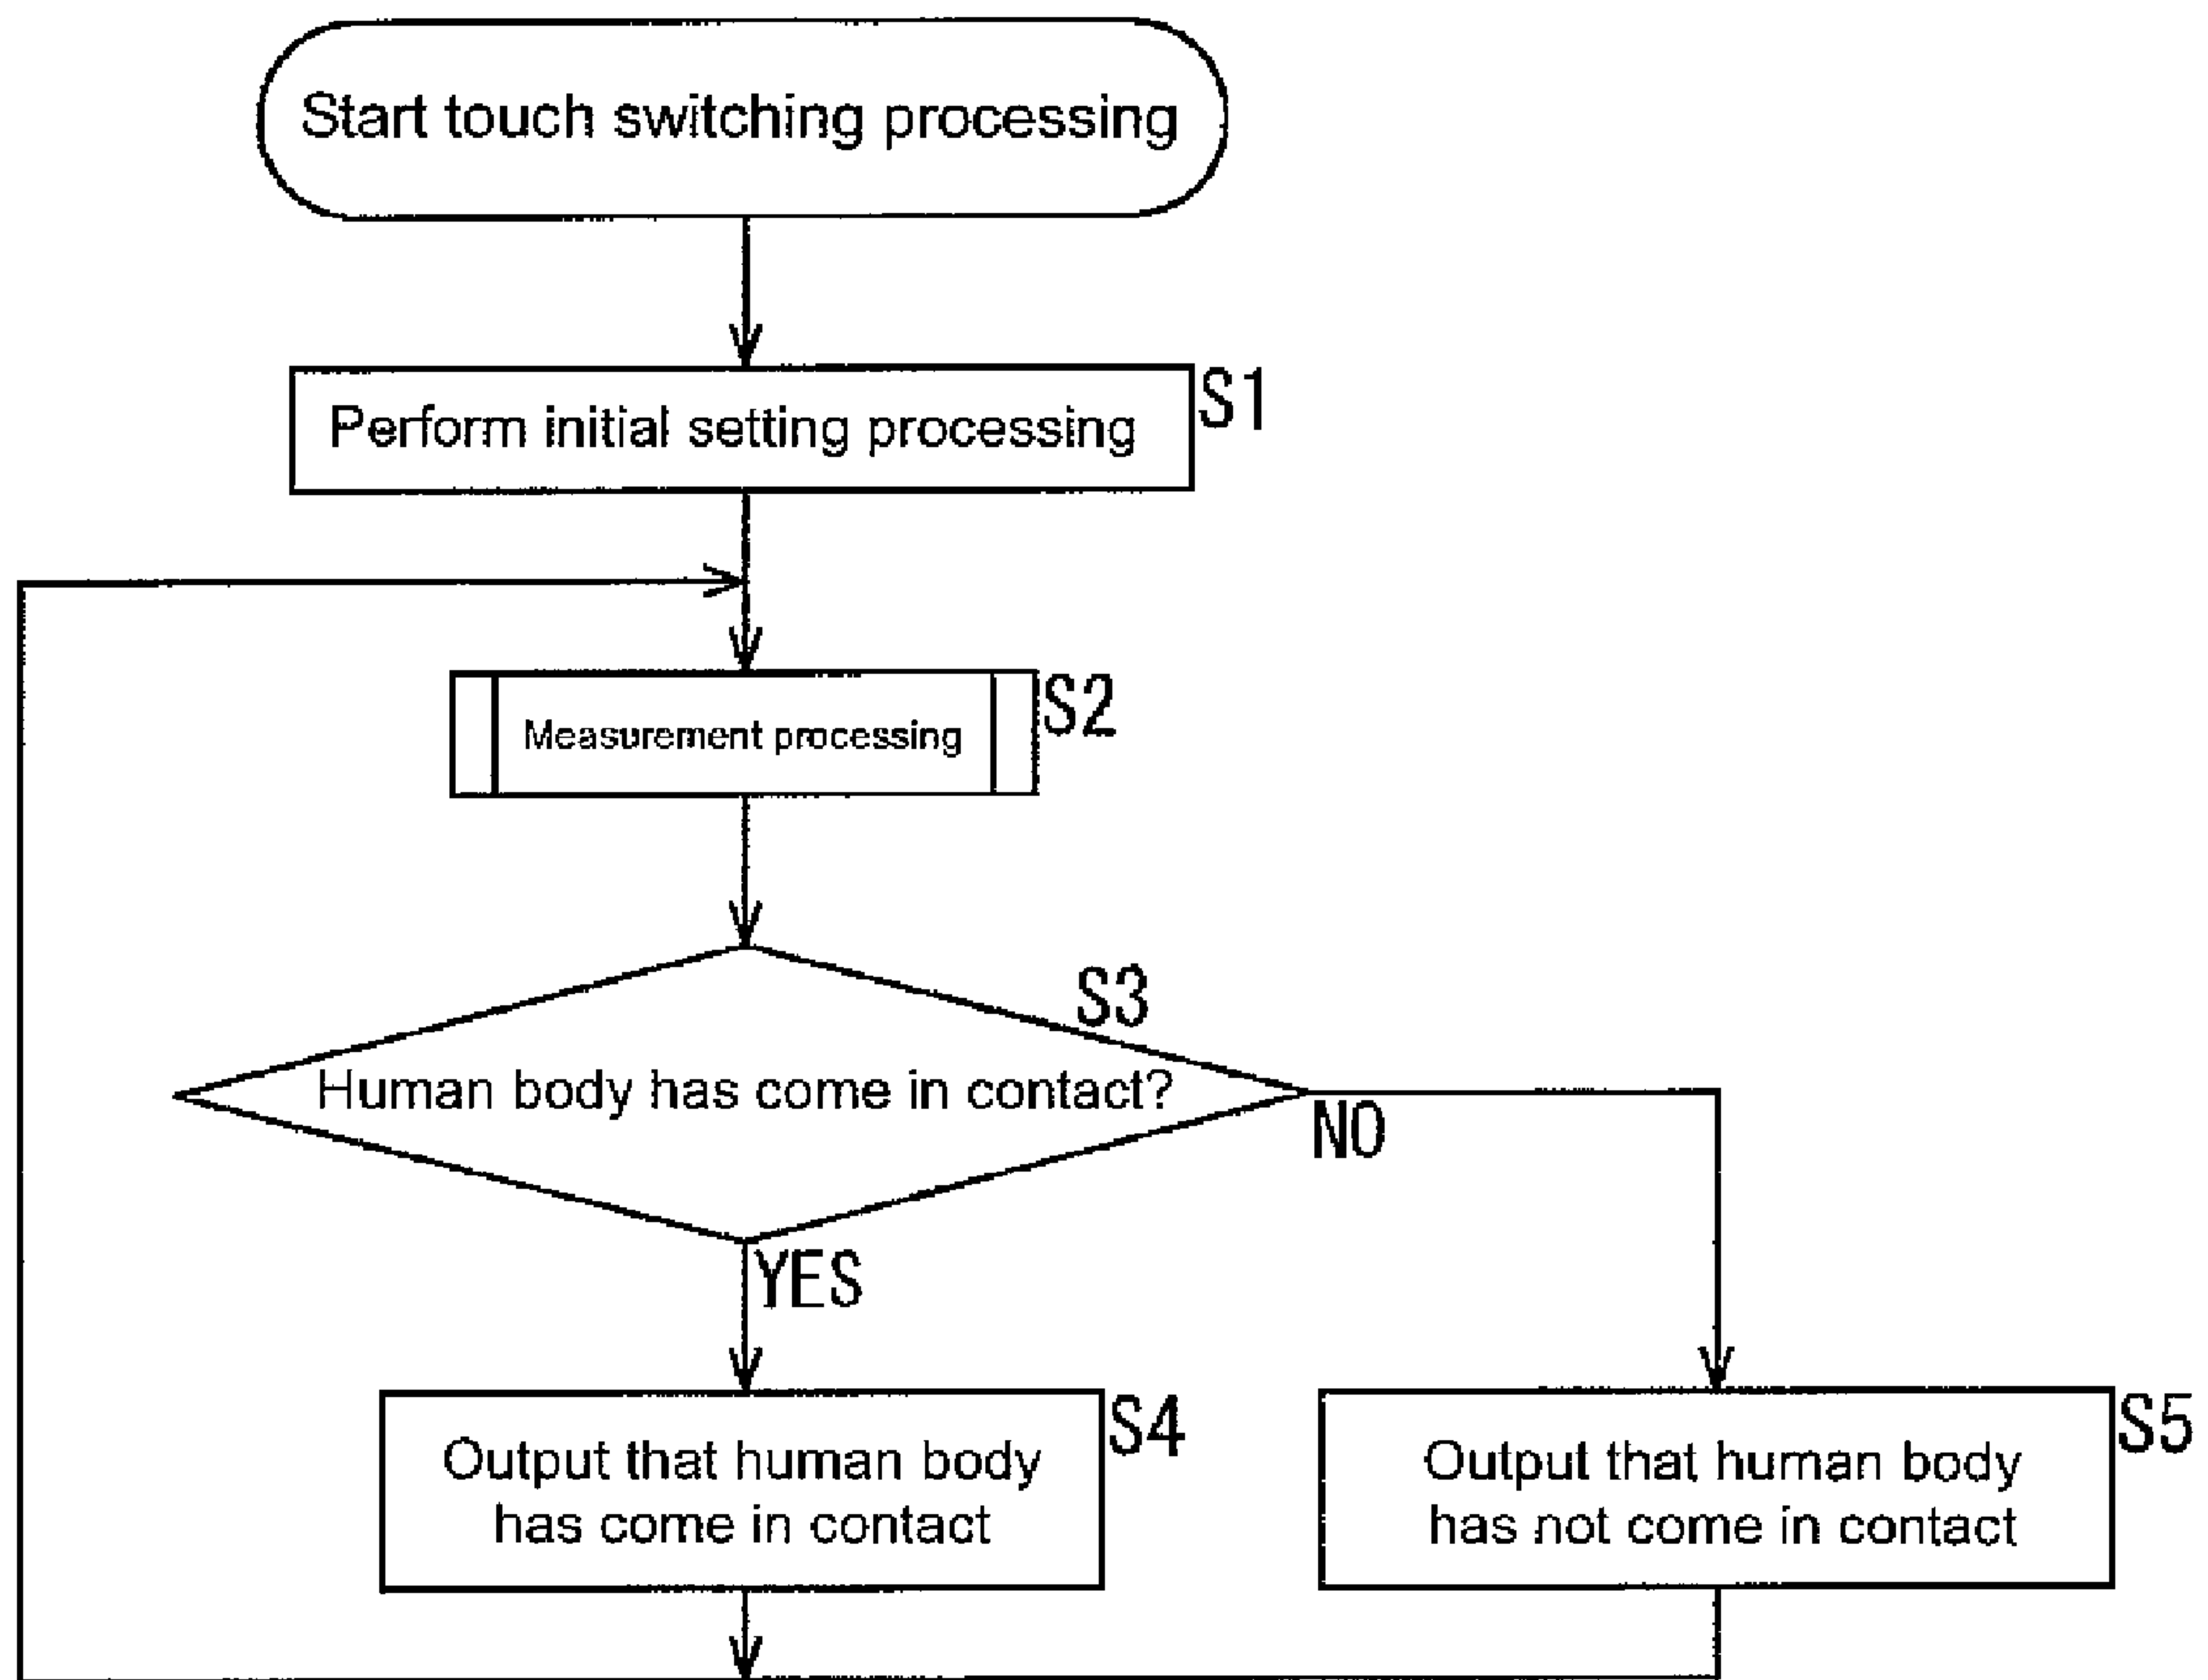 Start touch switching processing
S1
Perform initial setting processing
S2
Measurement processing
S3
Human body has come in contact?
NO
YES
S4
Output that human body
has come in contact
S5
Output that human body
has not come in contact